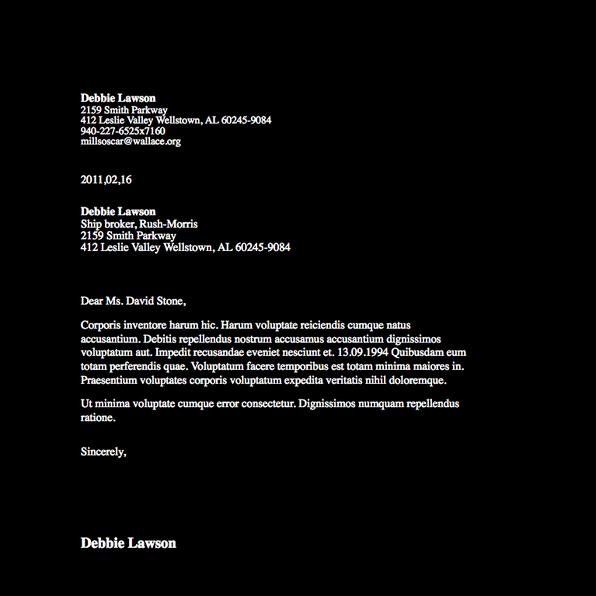 Debbie Lawson
2159 Smith Parkway
412 Leslie Valley Wellstown, AL 60245-9084
940-227-6525x7160
millsoscar@wallace.org
2011,02,16
Debbie Lawson
Ship broker, Rush-Morris
2159 Smith Parkway
412 Leslie Valley Wellstown, AL 60245-9084
Dear Ms. David Stone,
Corporis inventore harum hic. Harum voluptate reiciendis cumque natus
accusantium. Debitis repellendus nostrum accusamus accusantium dignissimos
voluptatum aut. Impedit recusandae eveniet nesciunt et. 13.09.1994 Quibusdam eum
totam perferendis quae. Voluptatum facere temporibus est totam minima maiores in.
Praesentium voluptates corporis voluptatum expedita veritatis nihil doloremque.
Ut minima voluptate cumque error consectetur. Dignissimos numquam repellendus
ratione.
Sincerely,
Debbie Lawson